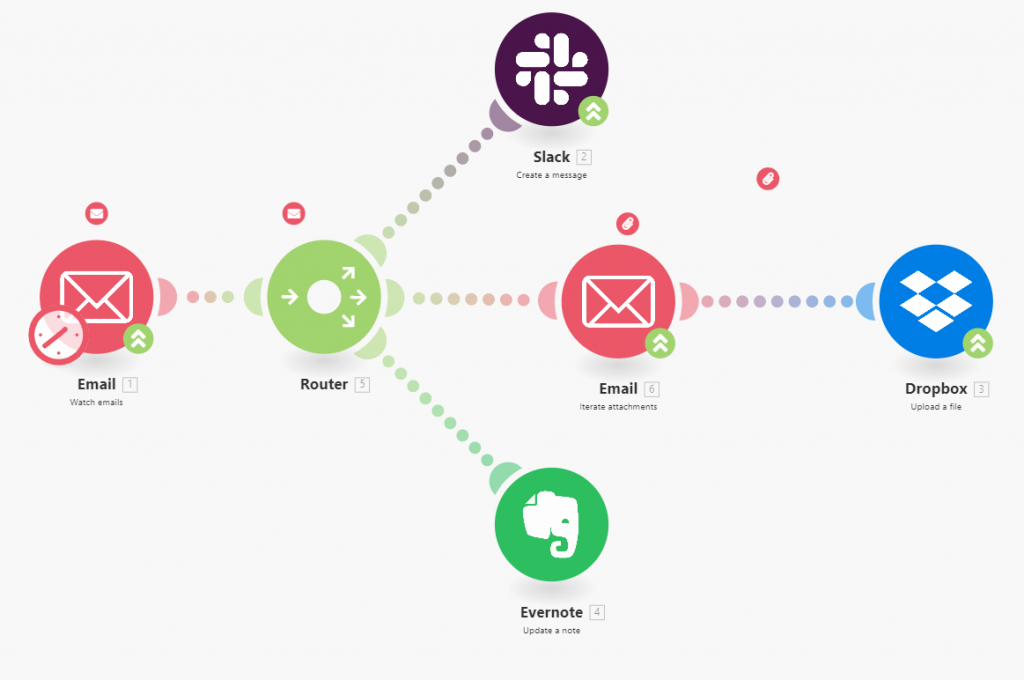 Slack 2
Create a message
Email 1
Watch emails
Router 5
Email 6
Iterate attachments
Dropbox 3
Upload a file
Evernote 4
Update a note